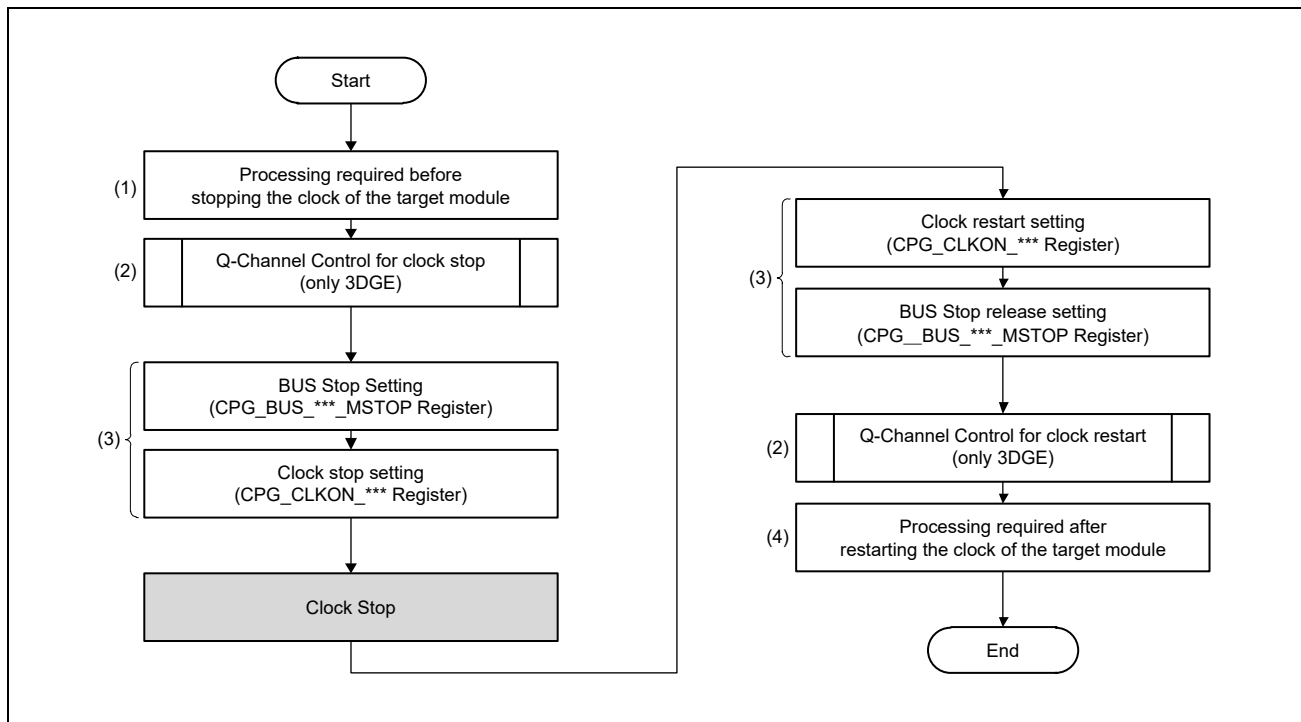 Start
(1)
Processing required before
stopping the clock of the target module
(2)
Q-Channel Control for clock stop
(only 3DGE)
(3)
BUS Stop Setting
(CPG_BUS_***_MSTOP Register)
Clock stop setting
(CPG_CLKON_*** Register)
Clock Stop
(3)
Clock restart setting
(CPG_CLKON_*** Register)
BUS Stop release setting
(CPG__BUS_***_MSTOP Register)
(2)
Q-Channel Control for clock restart
(only 3DGE)
(4)
Processing required after
restarting the clock of the target module
End